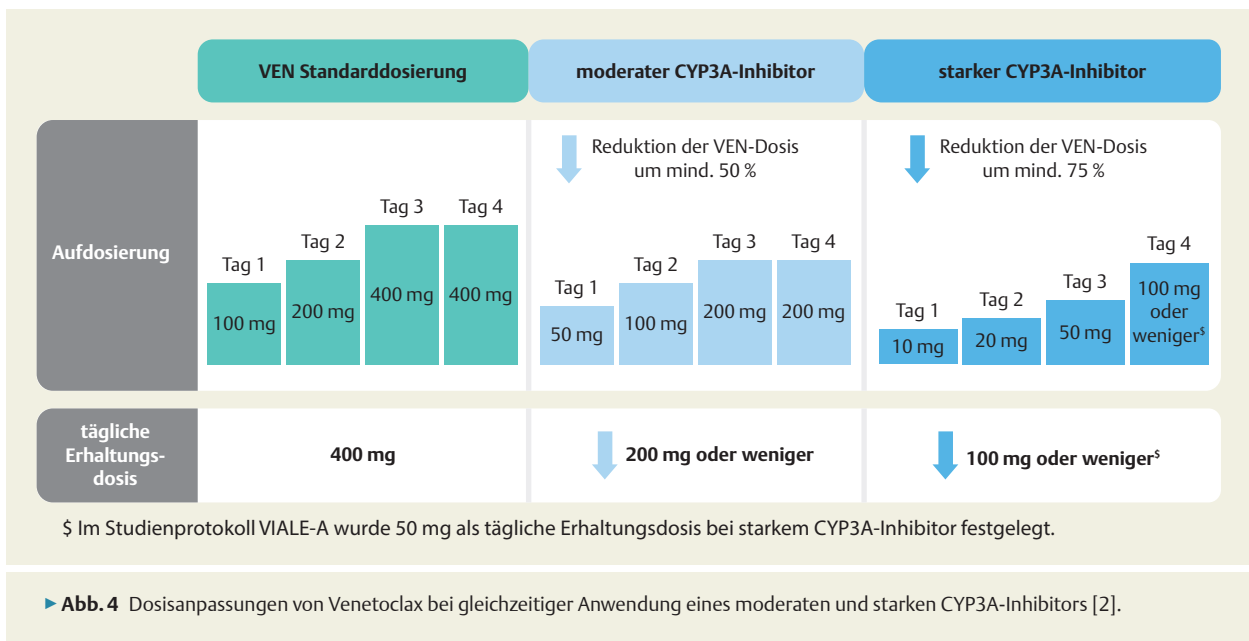 VEN Standarddosierung
moderater CYP3A-Inhibitor
starker CYP3A-Inhibitor
Aufdosierung
Tag 1
100 mg
Tag 2
200 mg
Tag 3
400 mg
Tag 4
400 mg
Reduktion der VEN-Dosis
um mind. 50 %
Tag 1
50 mg
Tag 2
100 mg
Tag 3
200 mg
Tag 4
200 mg
Reduktion der VEN-Dosis
um mind. 75 %
Tag 1
10 mg
Tag 2
20 mg
Tag 3
50 mg
Tag 4
100 mg
oder
weniger$
tägliche
Erhaltungs-
dosis
400 mg
200 mg oder weniger
100 mg oder weniger$
$ Im Studienprotokoll VIALE-A wurde 50 mg als tägliche Erhaltungsdosis bei starkem CYP3A-Inhibitor festgelegt.
►Abb. 4 Dosisanpassungen von Venetoclax bei gleichzeitiger Anwendung eines moderaten und starken CYP3A-Inhibitors [2].